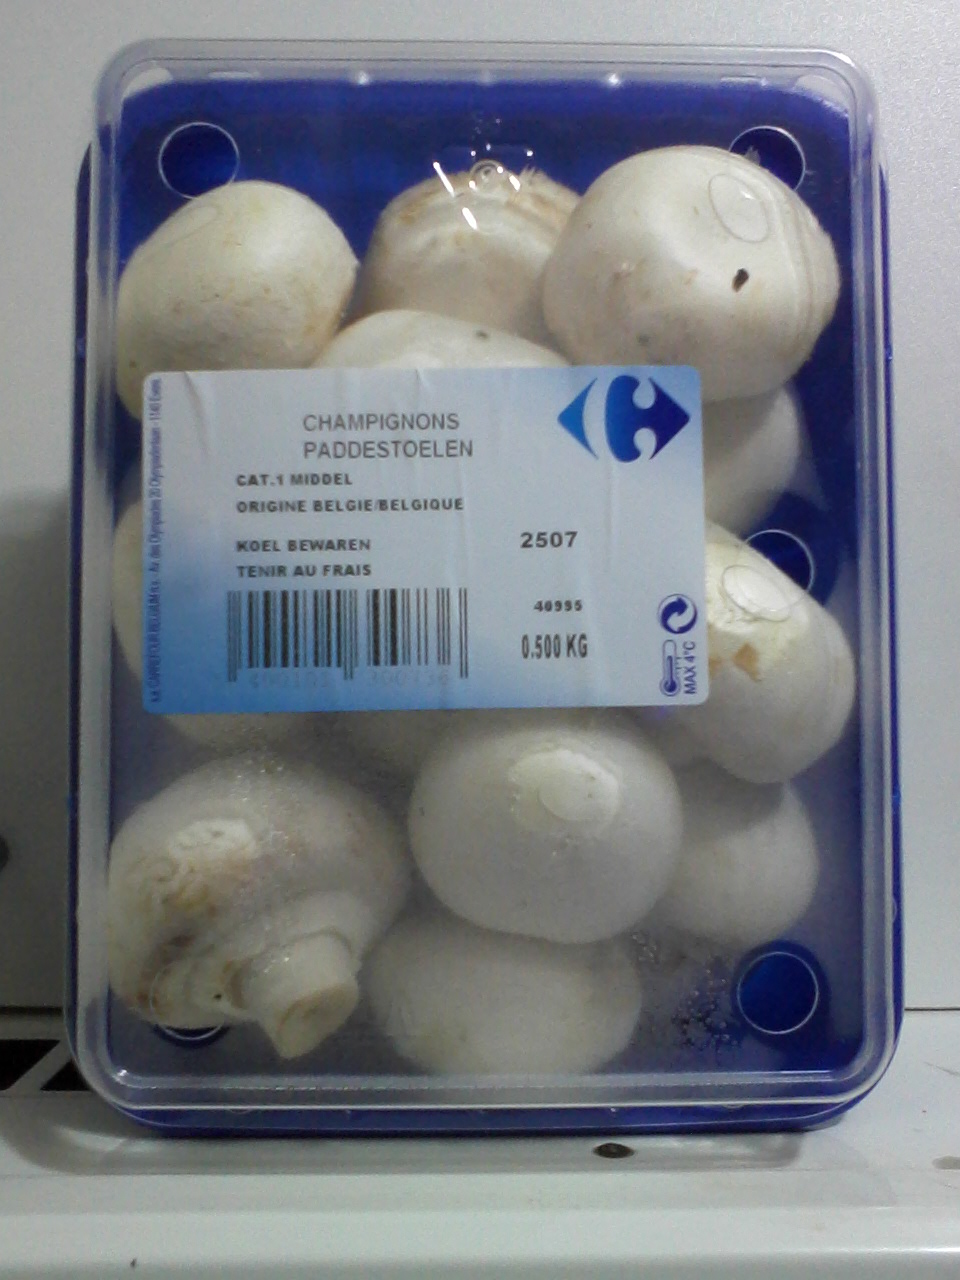 CHAMPIGNONS
PADDESTOELEN
CAT.1 MIDDEL
ORIGINE BELGIE/BELGIQUE
KOEL BEWAREN
2507
TENIR AU FRAIS
40995
0.500 KG
MAX 4°C